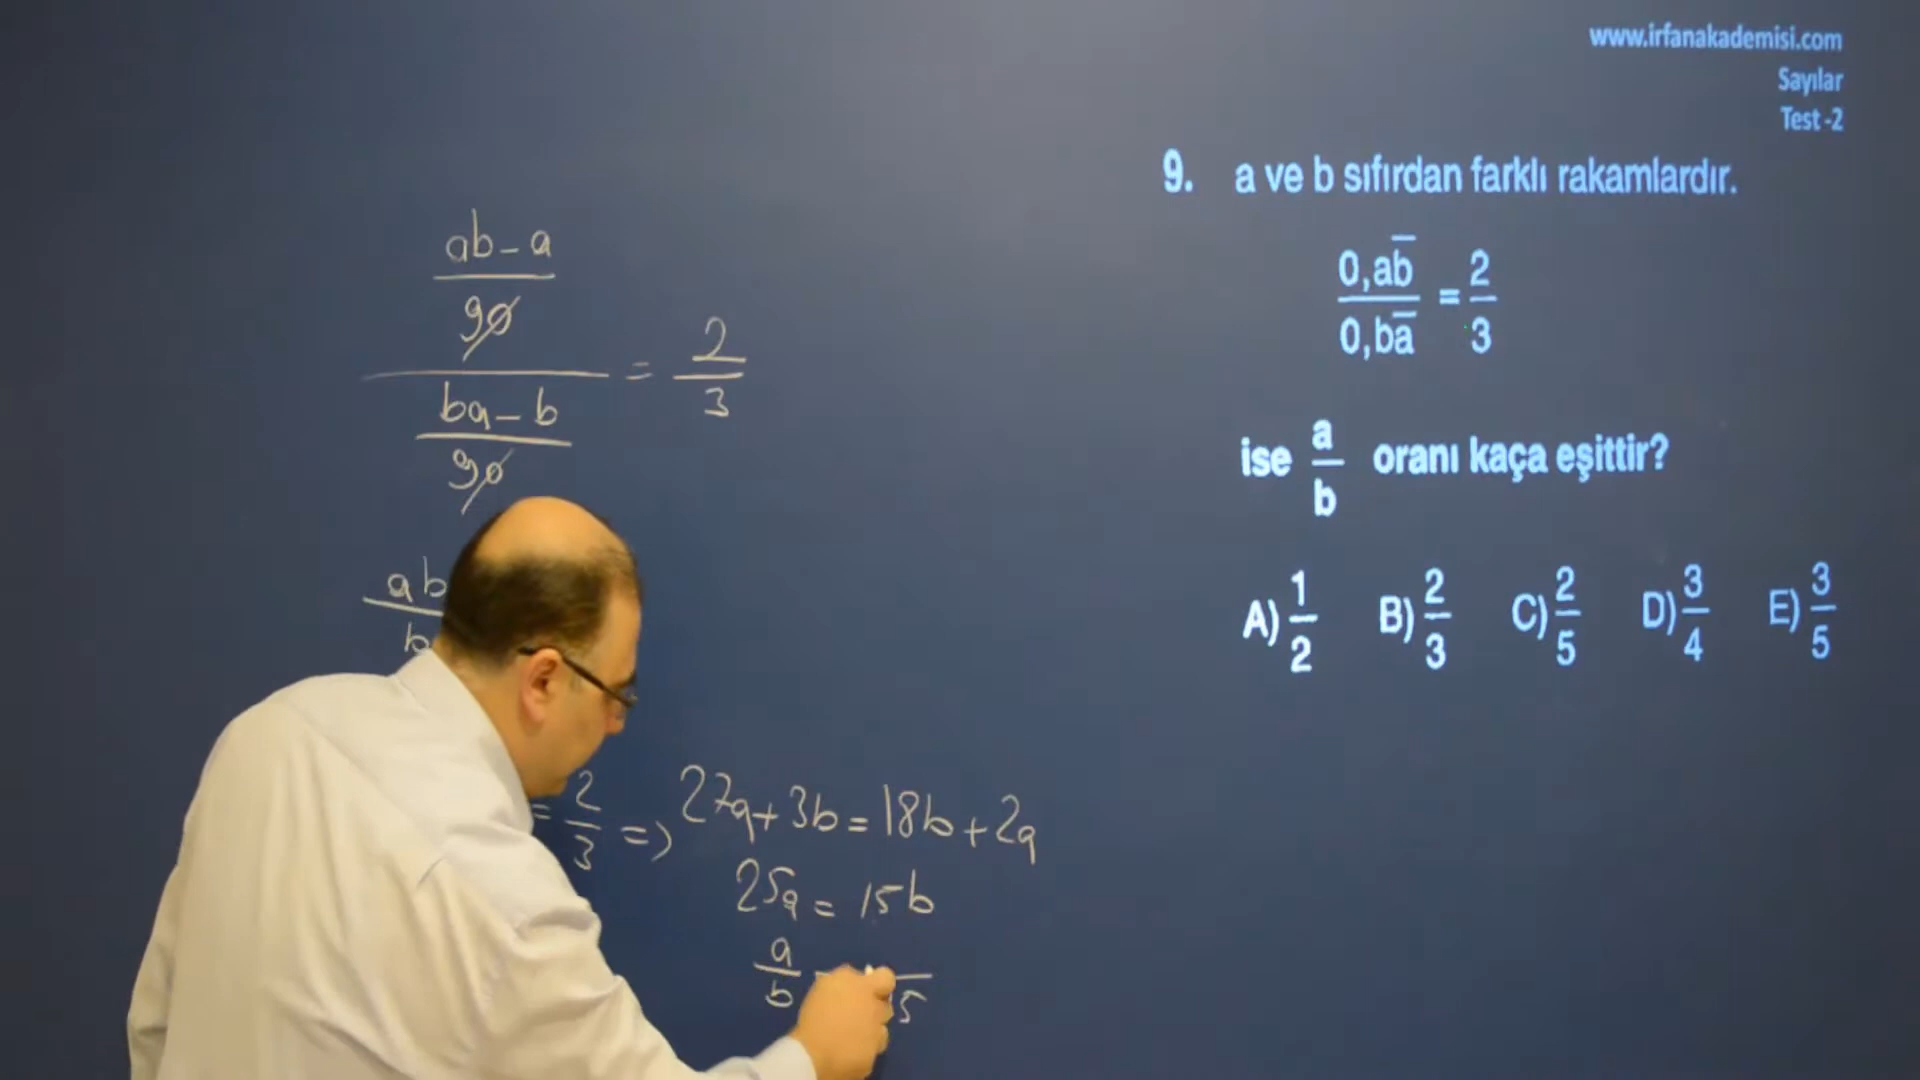 www.irfanakademisi.com
Sayılar
Test -2
9. a ve b sıfırdan farklı rakamlardır.
0,ab̅ / 0,ba̅ = 2/3
ise a/b oranı kaça eşittir?
A) 1/2 B) 2/3 C) 2/5 D) 3/4 E) 3/5
ab - a
90
= 2/3
ba - b
90
ab
b
= 2/3 => 27a + 3b = 18b + 2a
25a = 15b
a/b
5